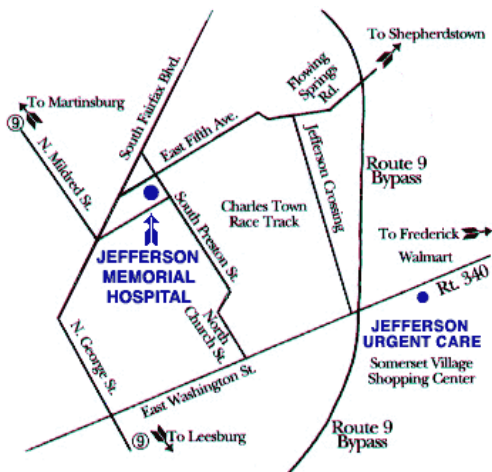 To Shepherdstown
Flowing
Springs
Rd.
To Martinsburg
9
South Fairfax Blvd.
East Fifth Ave.
N. Mildred St.
Jefferson Crossing
Route 9
Bypass
South Preston St.
Charles Town
Race Track
To Frederick
Walmart
JEFFERSON
MEMORIAL
HOSPITAL
Rt. 340
North
Church St.
N. George St.
JEFFERSON
URGENT CARE
Somerset Village
Shopping Center
East Washington St.
9
To Leesburg
Route 9
Bypass